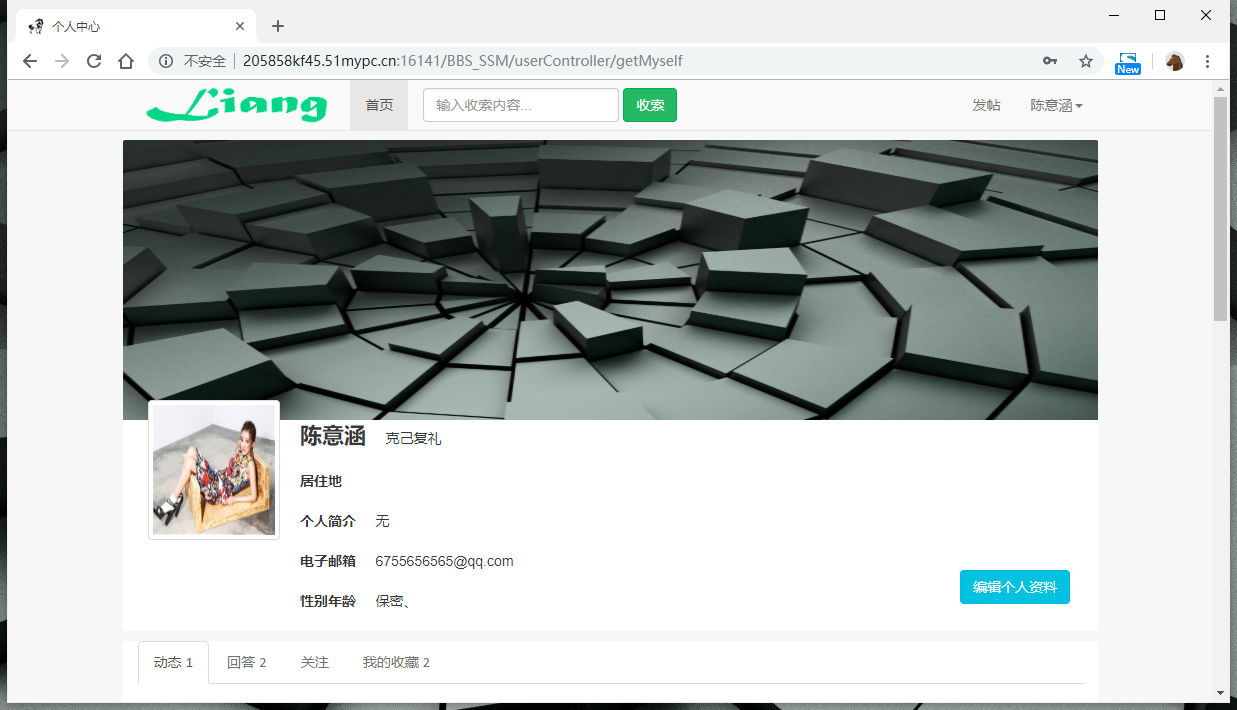 个人中心
不安全 205858kf45.51mypc.cn:16141/BBS_SSM/userController/getMyself
New
Liang 首页 输入收索内容... 收索 发帖 陈意涵
陈意涵 克己复礼
居住地
个人简介 无
电子邮箱 6755656565@qq.com
编辑个人资料
性别年龄 保密、
动态 1 回答 2 关注 我的收藏 2